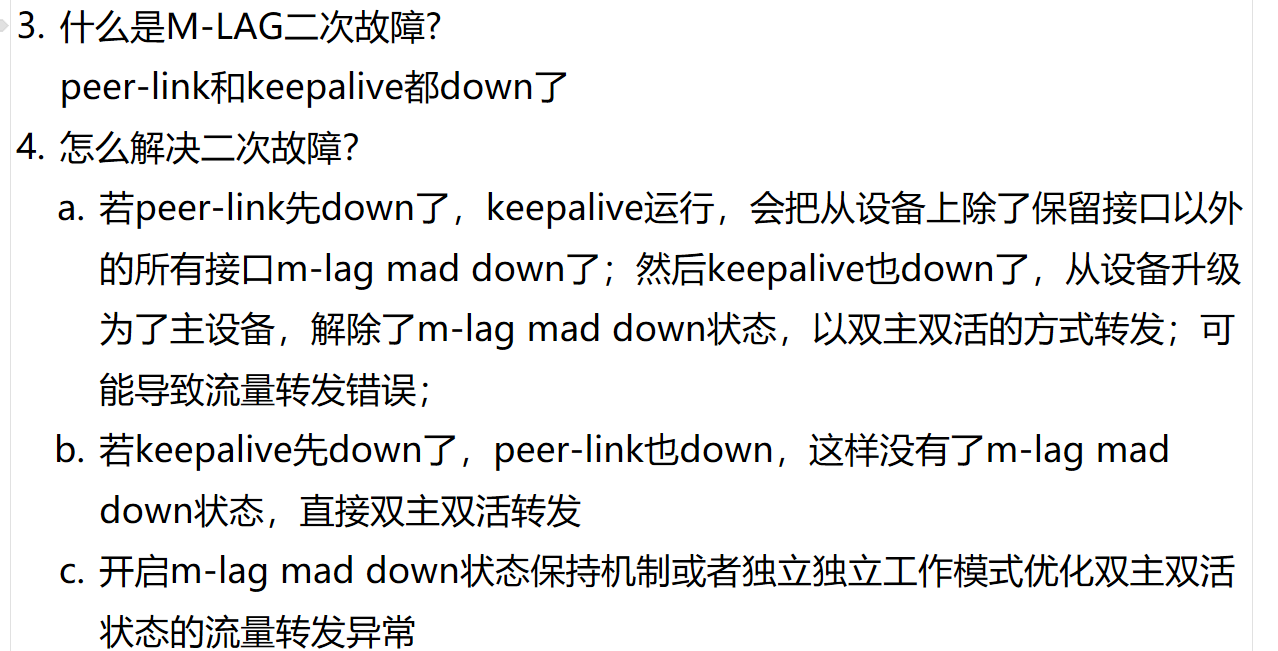 3. 什么是M-LAG二次故障?
peer-link和keepalive都down了
4. 怎么解决二次故障?
a. 若peer-link先down了，keepalive运行，会把从设备上除了保留接口以外
的所有接口m-lag mad down了；然后keepalive也down了，从设备升级
为了主设备，解除了m-lag mad down状态，以双主双活的方式转发；可
能导致流量转发错误；
b. 若keepalive先down了，peer-link也down，这样没有了m-lag mad
down状态，直接双主双活转发
c. 开启m-lag mad down状态保持机制或者独立独立工作模式优化双主双活
状态的流量转发异常